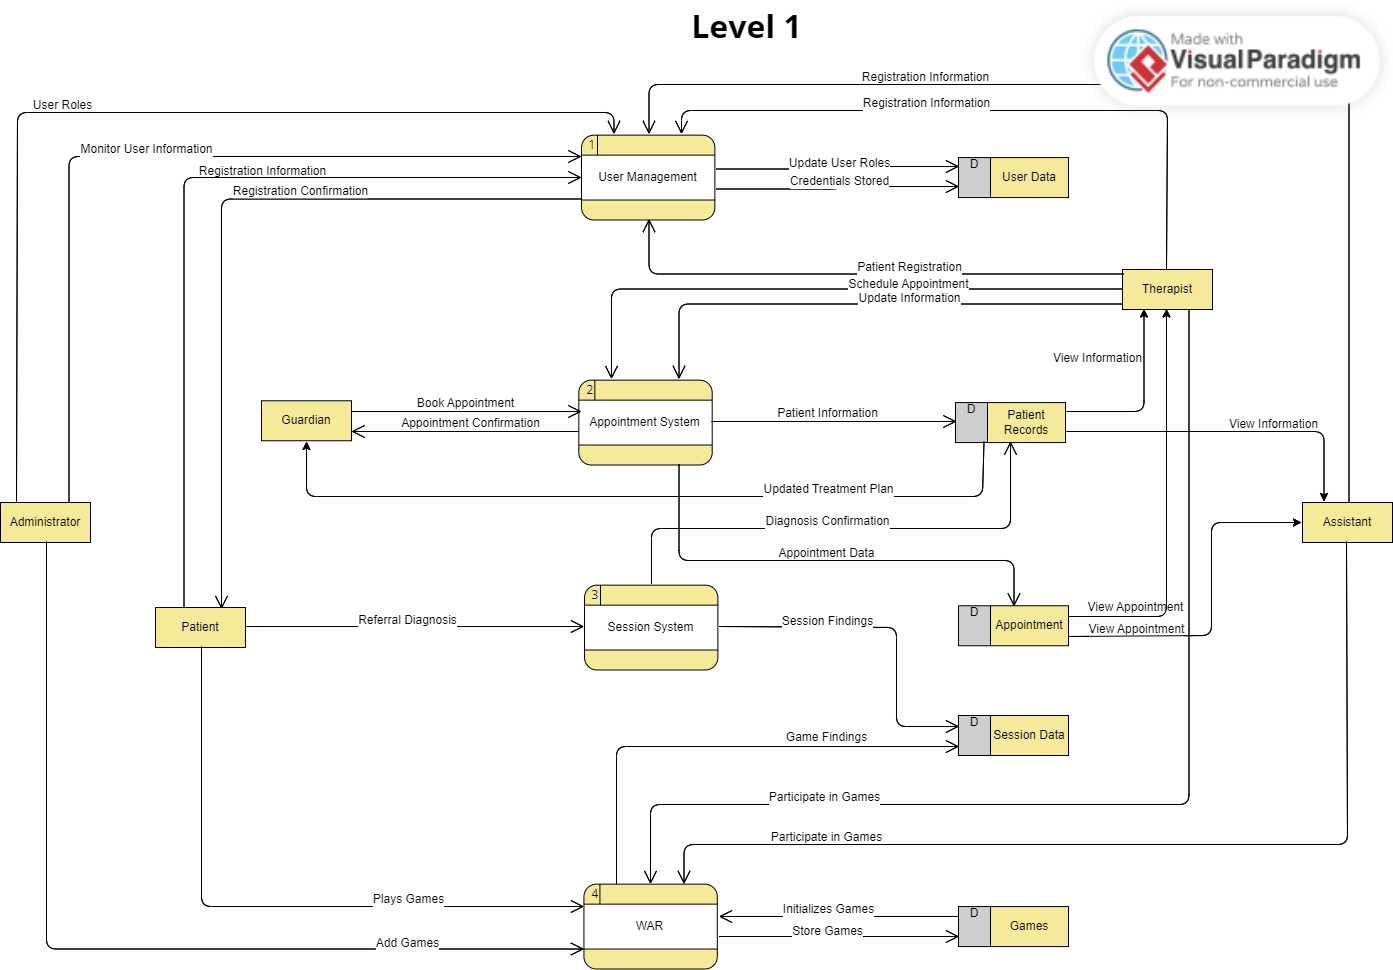 Level 1
Made with
Visual Paradigm
For non-commercial use
Registration Information
User Roles
Registration Information
1
Monitor User Information
User Management
Registration Information
Registration Confirmation
Update User Roles
Credentials Stored
D
User Data
Patient Registration
Schedule Appointment
Update Information
Therapist
View Information
2
Appointment System
Guardian
Book Appointment
Appointment Confirmation
Patient Information
D
Patient
Records
View Information
Updated Treatment Plan
Administrator
Diagnosis Confirmation
Assistant
Appointment Data
3
Session System
Patient
Referral Diagnosis
Session Findings
D
Appointment
View Appointment
View Appointment
D
Session Data
Game Findings
Participate in Games
Participate in Games
4
WAR
Plays Games
Add Games
Initializes Games
Store Games
D
Games